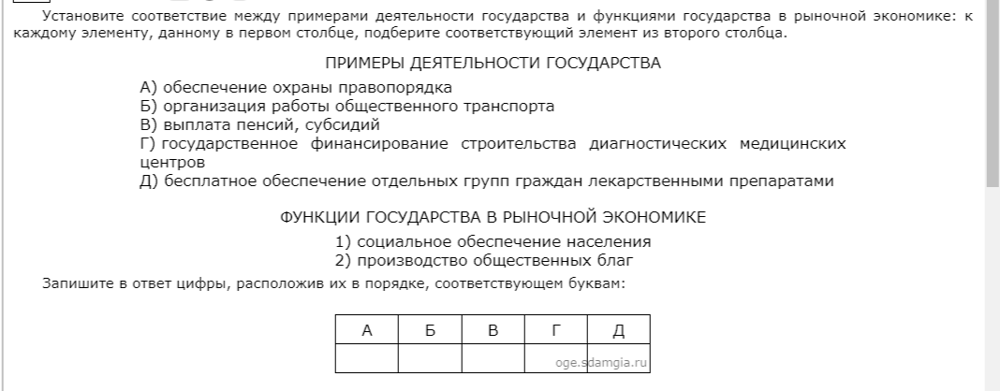 Установите соответствие между примерами деятельности государства и функциями государства в рыночной экономике: к
каждому элементу, данному в первом столбце, подберите соответствующий элемент из второго столбца.
ПРИМЕРЫ ДЕЯТЕЛЬНОСТИ ГОСУДАРСТВА
А) обеспечение охраны правопорядка
Б) организация работы общественного транспорта
В) выплата пенсий, субсидий
Г) государственное финансирование строительства диагностических медицинских
центров
Д) бесплатное обеспечение отдельных групп граждан лекарственными препаратами
ФУНКЦИИ ГОСУДАРСТВА В РЫНОЧНОЙ ЭКОНОМИКЕ
1) социальное обеспечение населения
2) производство общественных благ
Запишите в ответ цифры, расположив их в порядке, соответствующем буквам:
А Б В Г Д
oge.sdamgia.ru